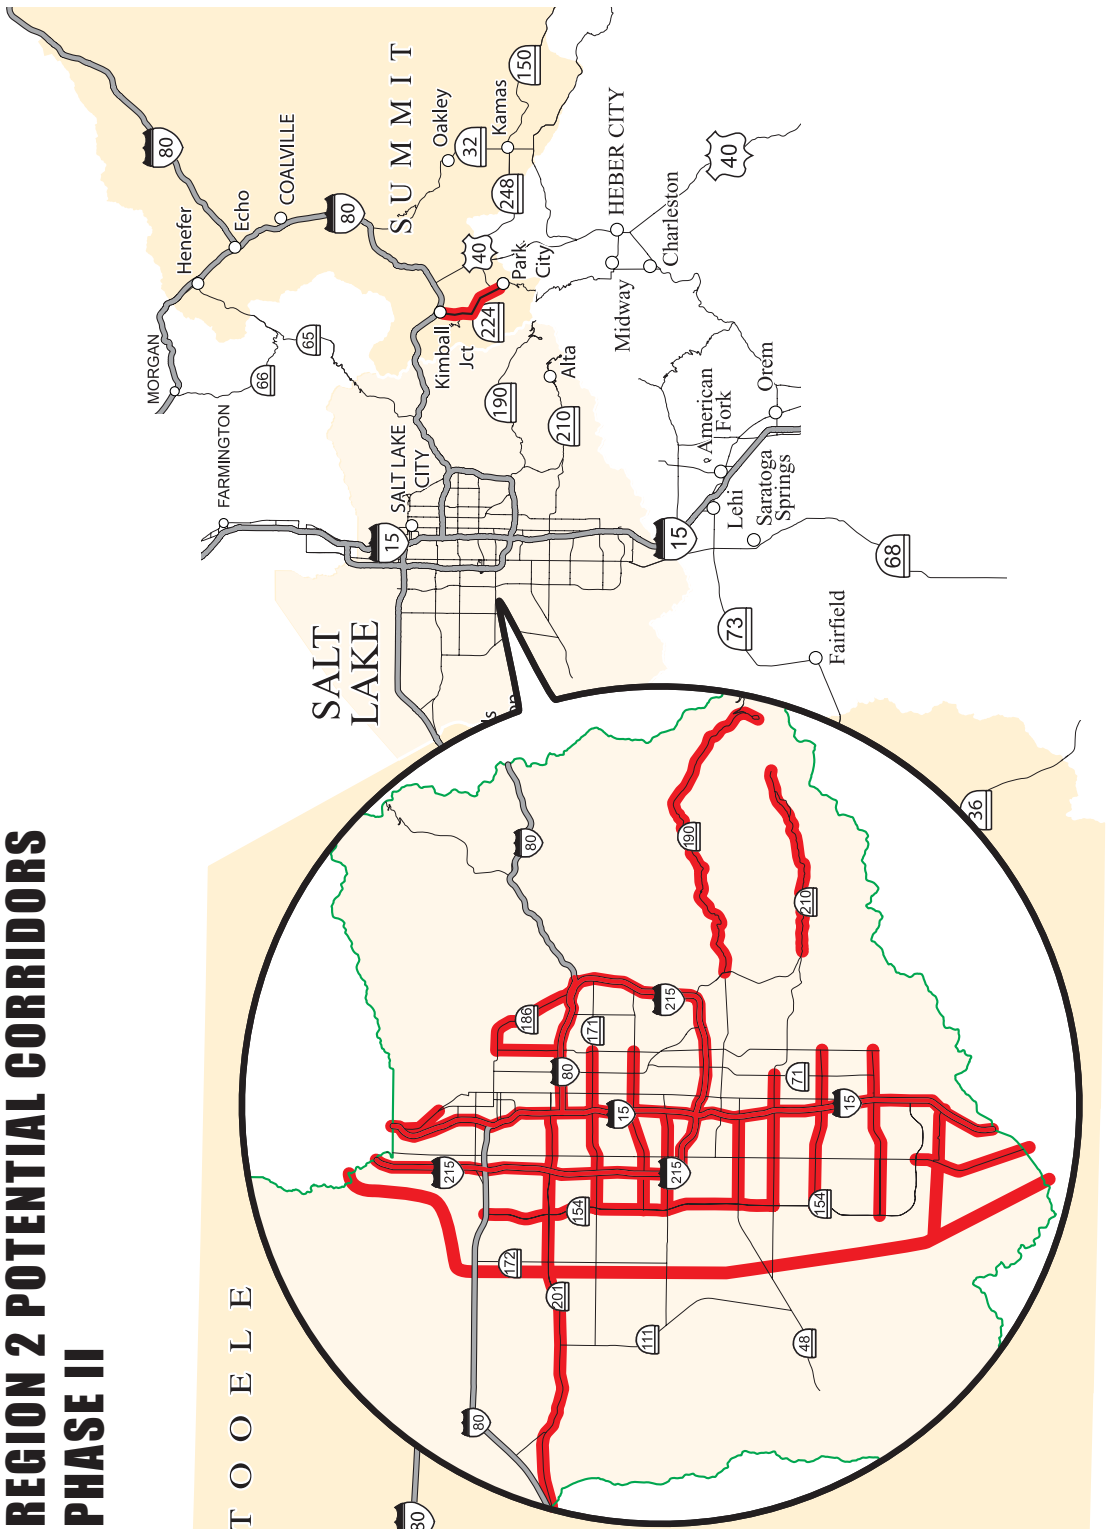 REGION 2 POTENTIAL CORRIDORS
PHASE II
TOOELE
SALT
LAKE
SUMMIT
MORGAN
Henefer
Echo
COALVILLE
80
80
66
65
FARMINGTON
SALT LAKE
CITY
15
Kimball
Jct
224
40
Park
City
Oakley
32
Kamas
150
248
190
210
Alta
HEBER CITY
Midway
Charleston
40
American
Fork
Orem
Lehi
15
Saratoga
Springs
68
73
Fairfield
36
80
80
80
190
210
186
171
215
80
71
15
15
215
215
154
154
172
201
111
48
80